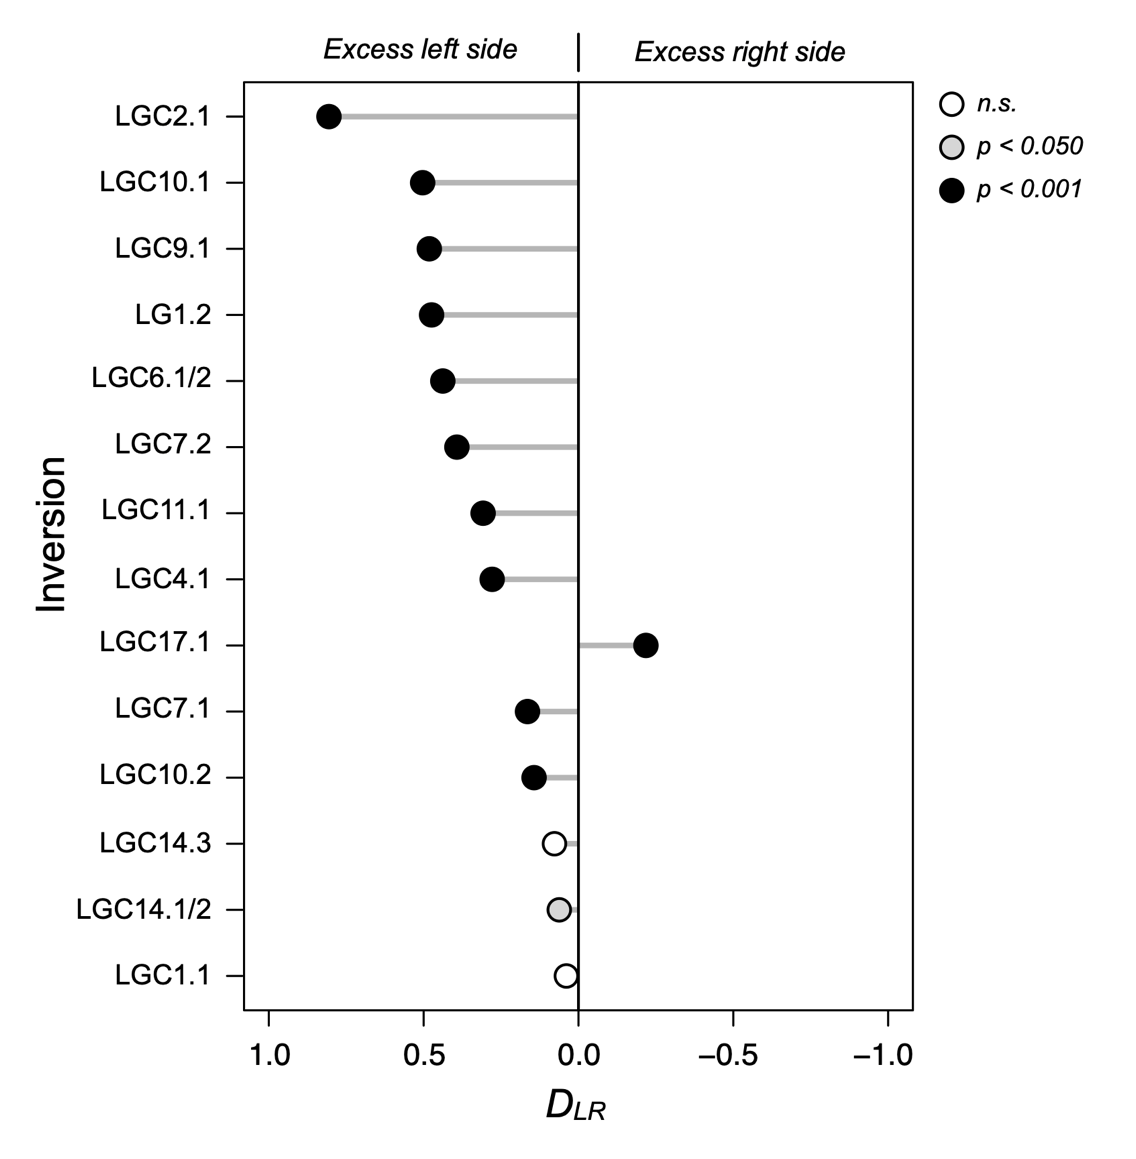 Excess left side
Excess right side
n.s.
p < 0.050
p < 0.001
LGC2.1
LGC10.1
LGC9.1
LG1.2
LGC6.1/2
LGC7.2
LGC11.1
LGC4.1
LGC17.1
LGC7.1
LGC10.2
LGC14.3
LGC14.1/2
LGC1.1
Inversion
1.0 0.5 0.0 −0.5 −1.0
DLR